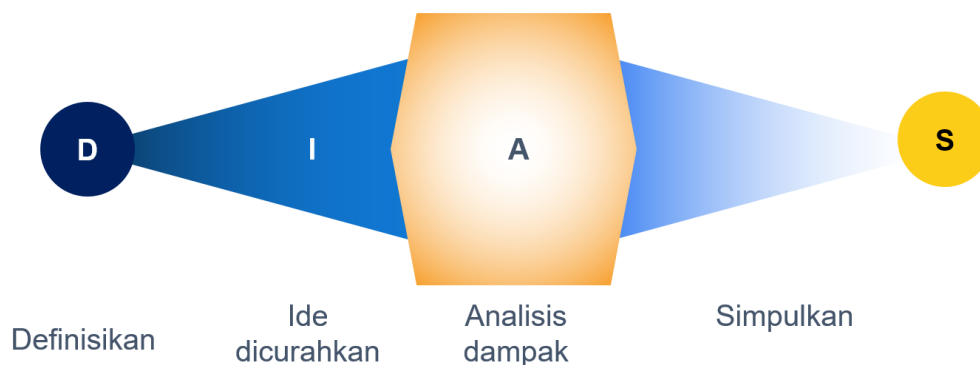 D
I
A
S
Definisikan
Ide
dicurahkan
Analisis
dampak
Simpulkan